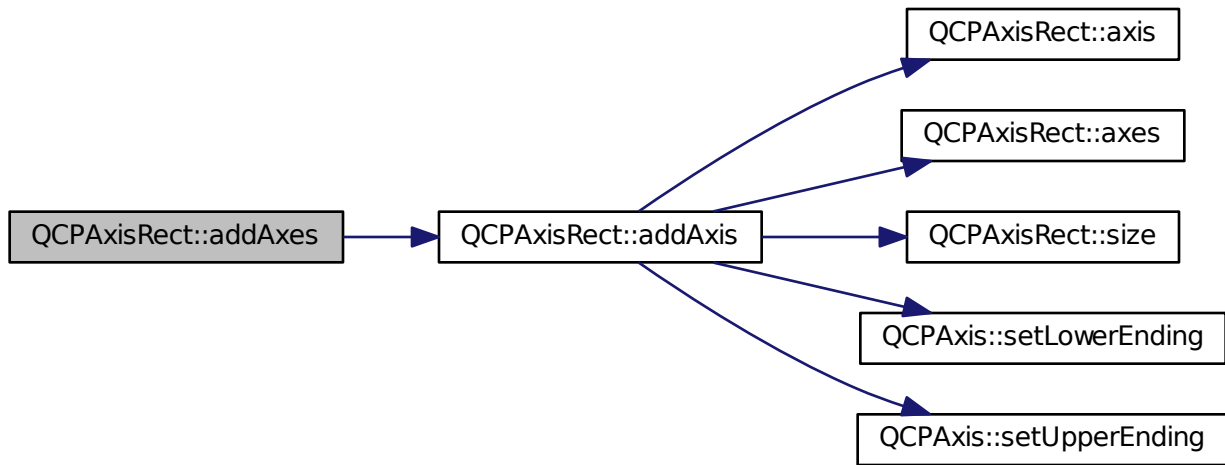 QCPAxisRect::addAxes
QCPAxisRect::addAxis
QCPAxisRect::axis
QCPAxisRect::axes
QCPAxisRect::size
QCPAxis::setLowerEnding
QCPAxis::setUpperEnding